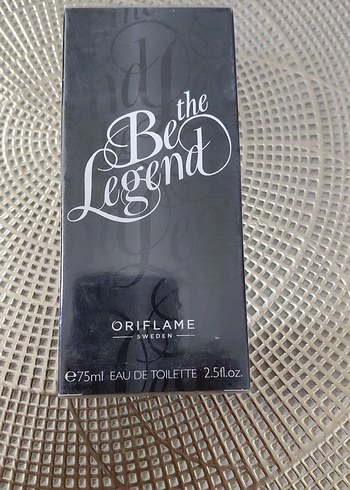 Be the
Legend
ORIFLAME
SWEDEN
℮75ml EAU DE TOILETTE 2.5fl.oz.